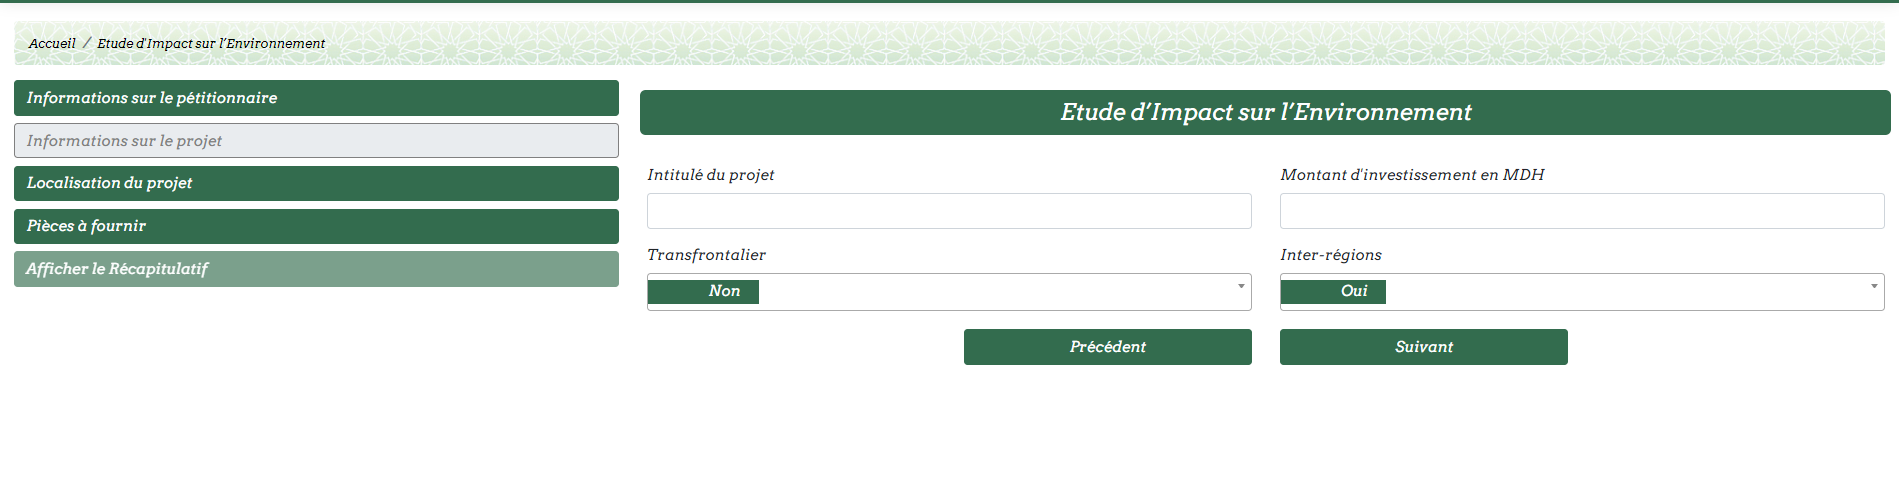 Accueil / Etude d'Impact sur l’Environnement
Informations sur le pétitionnaire
Informations sur le projet
Localisation du projet
Pièces à fournir
Afficher le Récapitulatif
Etude d’Impact sur l’Environnement
Intitulé du projet
Montant d'investissement en MDH
Transfrontalier
Inter-régions
Non
Oui
Précédent
Suivant